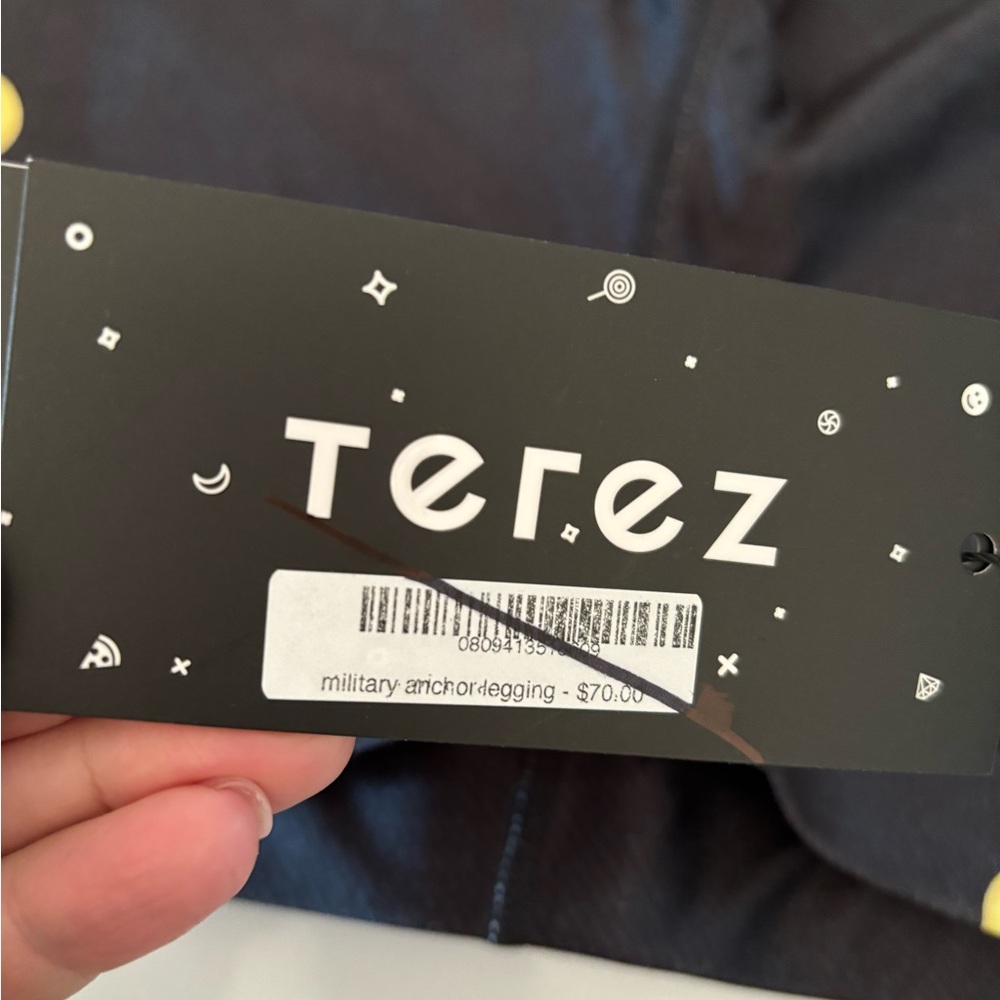 Terez
military anchor legging - $70.00